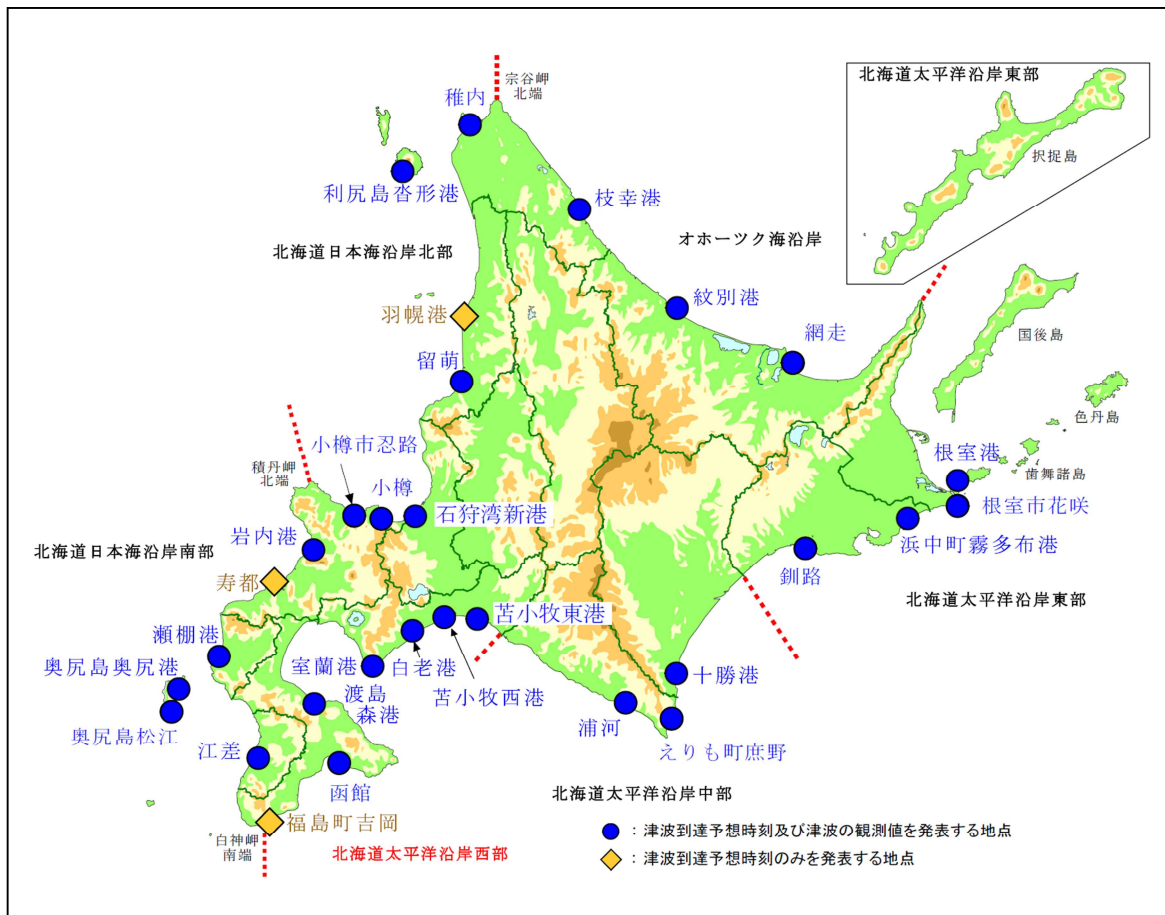 北海道太平洋沿岸東部
択捉島
宗谷岬
北端
稚内
利尻島沓形港
枝幸港
オホーツク海沿岸
北海道日本海沿岸北部
羽幌港
紋別港
国後島
網走
留萌
色丹島
小樽市忍路
積丹岬
北端
小樽
根室港
歯舞諸島
石狩湾新港
根室市花咲
岩内港
浜中町霧多布港
北海道日本海沿岸南部
釧路
寿都
北海道太平洋沿岸東部
苫小牧東港
瀬棚港
奥尻島奥尻港
室蘭港
白老港
十勝港
渡島
森港
苫小牧西港
浦河
奥尻島松江
江差
えりも町庶野
函館
北海道太平洋沿岸中部
福島町吉岡
：津波到達予想時刻及び津波の観測値を発表する地点
白神岬
南端
北海道太平洋沿岸西部
：津波到達予想時刻のみを発表する地点